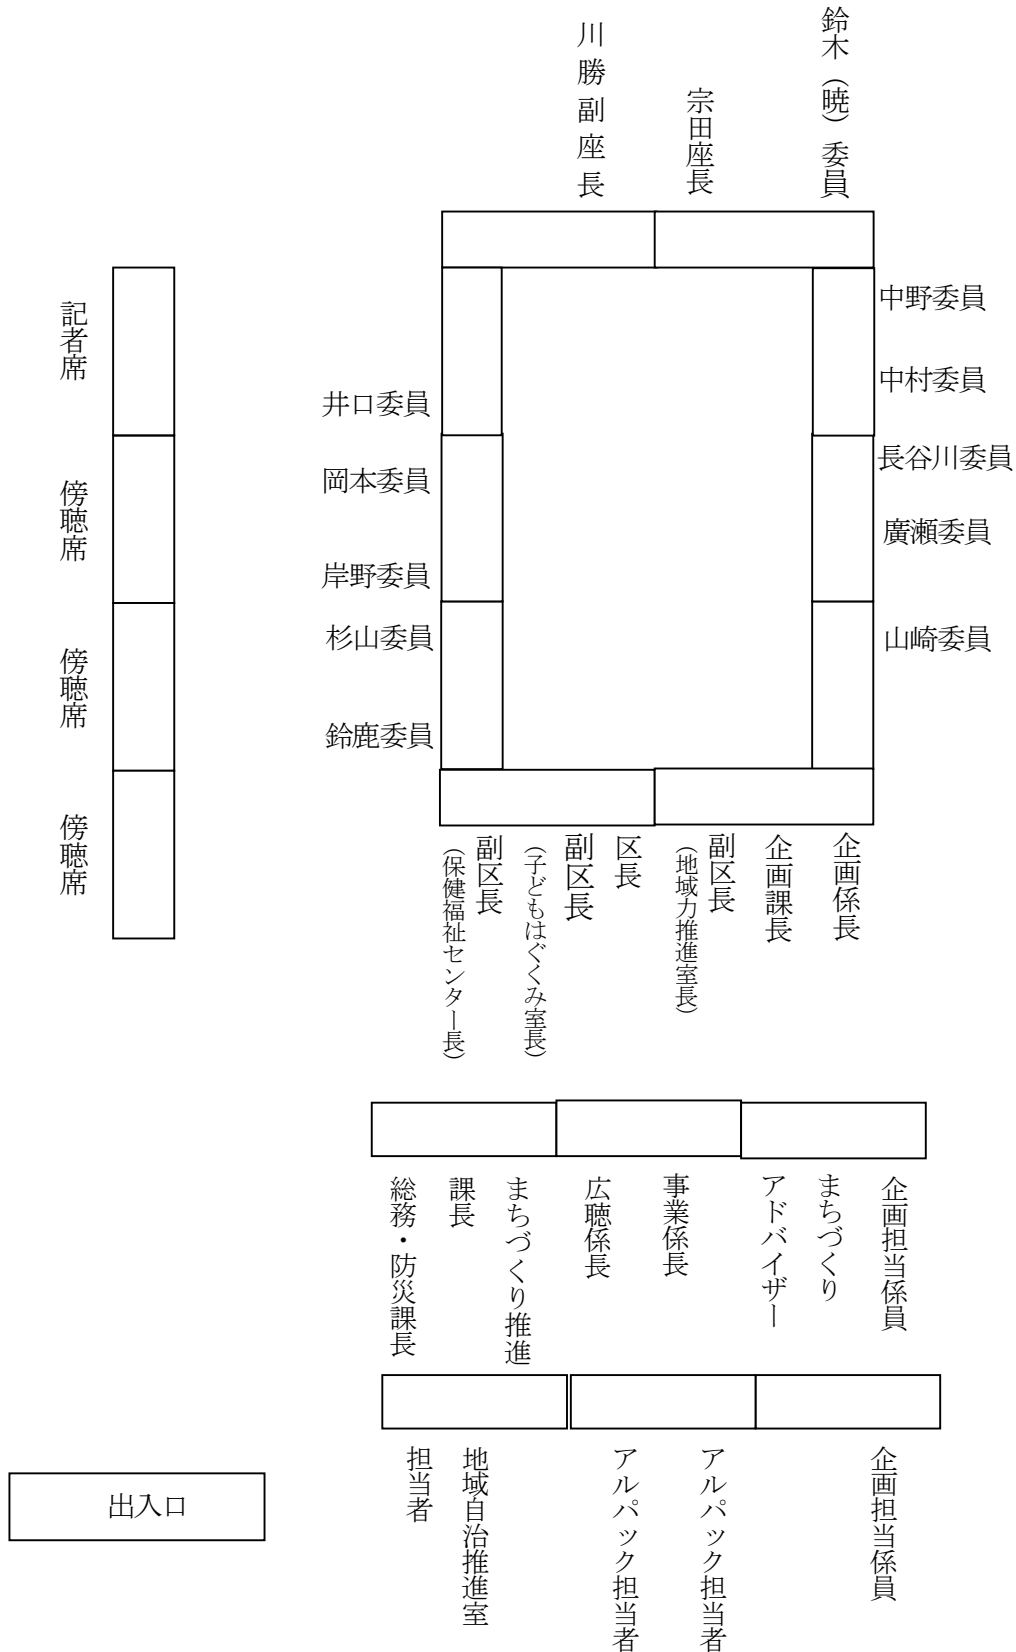 川勝副座長
宗田座長
鈴木（暁）委員
記者席
傍聴席
傍聴席
傍聴席
井口委員
岡本委員
岸野委員
杉山委員
鈴鹿委員
中野委員
中村委員
長谷川委員
廣瀬委員
山崎委員
副区長
（保健福祉センター長）
副区長
（子どもはぐくみ室長）
区長
副区長
（地域力推進室長）
企画課長
企画係長
総務・防災課長
まちづくり推進
課長
広聴係長
事業係長
まちづくり
アドバイザー
企画担当係員
地域自治推進室
担当者
アルパック担当者
アルパック担当者
企画担当係員
出入口